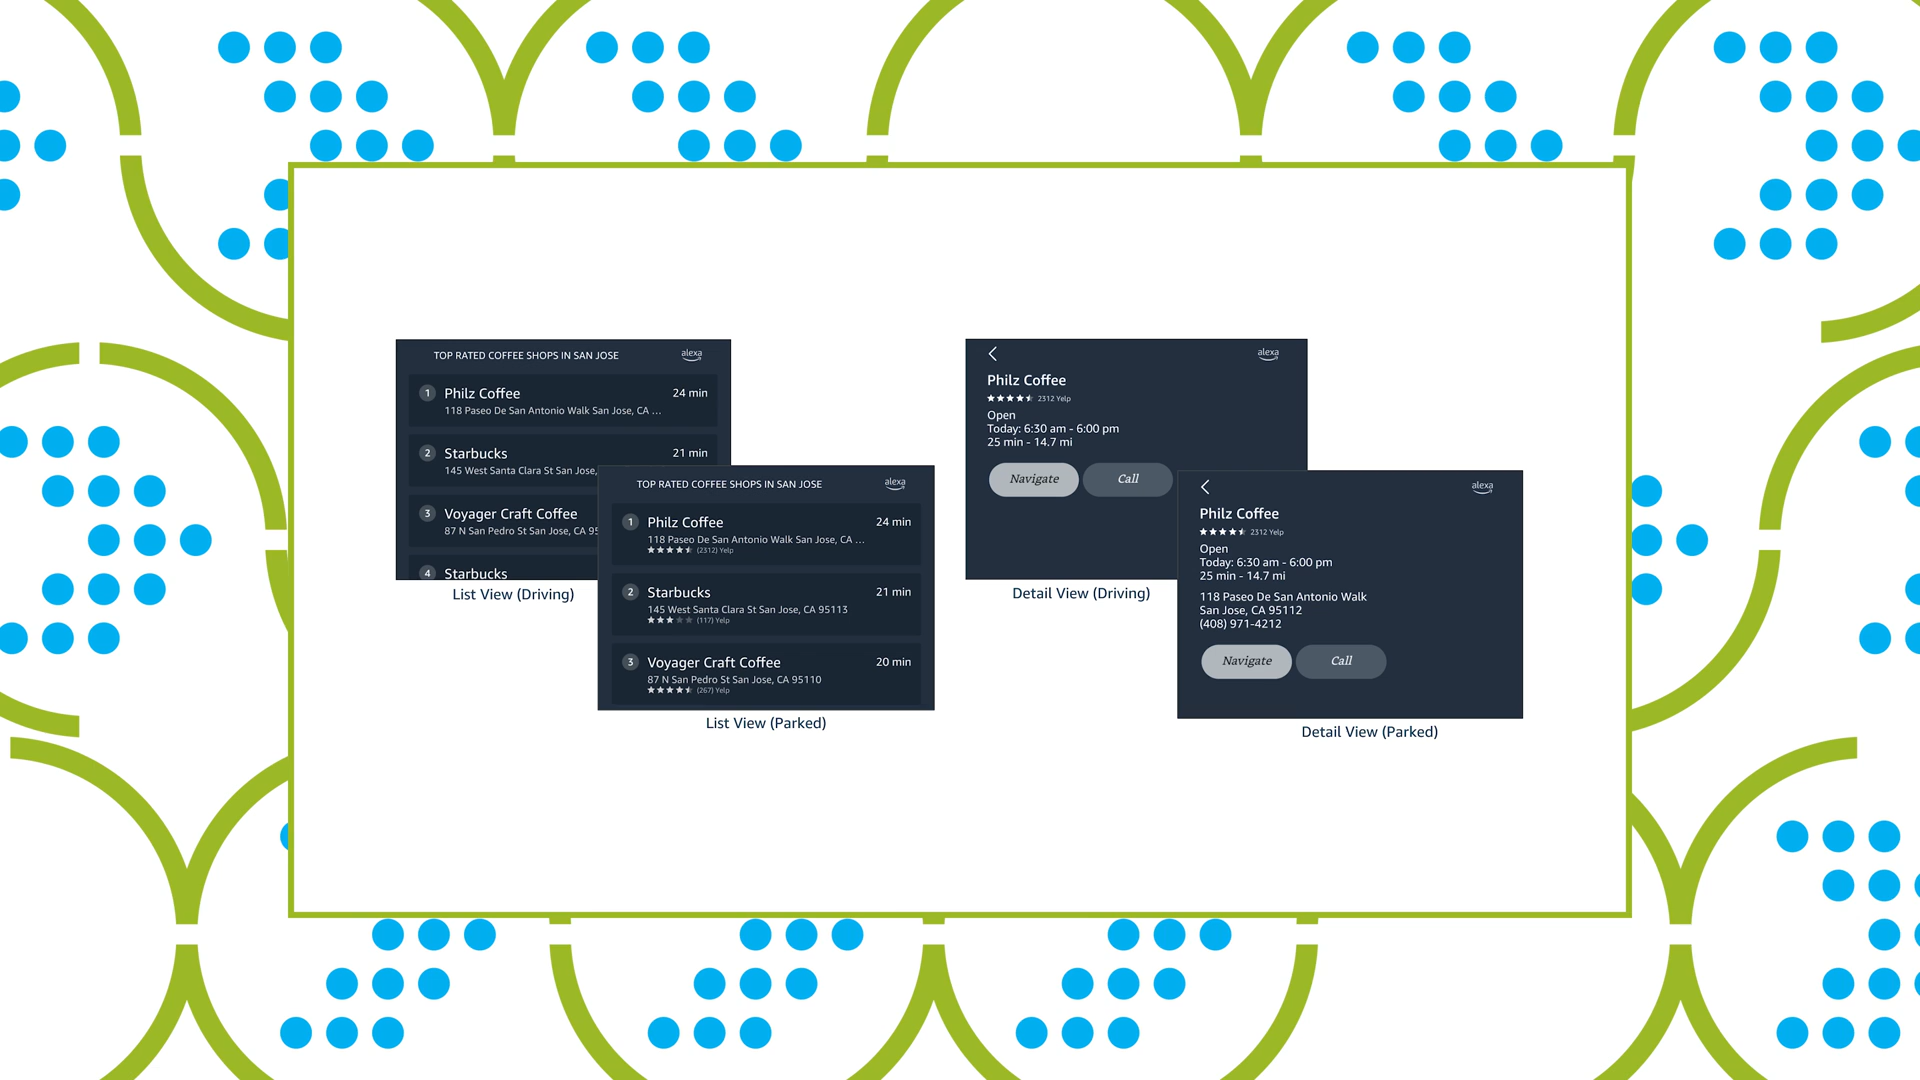 TOP RATED COFFEE SHOPS IN SAN JOSE
alexa
1 Philz Coffee 24 min
118 Paseo De San Antonio Walk San Jose, CA ...
2 Starbucks 21 min
145 West Santa Clara St San Jose,
3 Voyager Craft Coffee
87 N San Pedro St San Jose, CA 95
4 Starbucks
List View (Driving)
TOP RATED COFFEE SHOPS IN SAN JOSE
alexa
1 Philz Coffee 24 min
118 Paseo De San Antonio Walk San Jose, CA ...
(2312) Yelp
2 Starbucks 21 min
145 West Santa Clara St San Jose, CA 95113
(117) Yelp
3 Voyager Craft Coffee 20 min
87 N San Pedro St San Jose, CA 95110
(267) Yelp
List View (Parked)
alexa
Philz Coffee
2312 Yelp
Open
Today: 6:30 am - 6:00 pm
25 min - 14.7 mi
Navigate Call
Detail View (Driving)
alexa
Philz Coffee
2312 Yelp
Open
Today: 6:30 am - 6:00 pm
25 min - 14.7 mi
118 Paseo De San Antonio Walk
San Jose, CA 95112
(408) 971-4212
Navigate Call
Detail View (Parked)